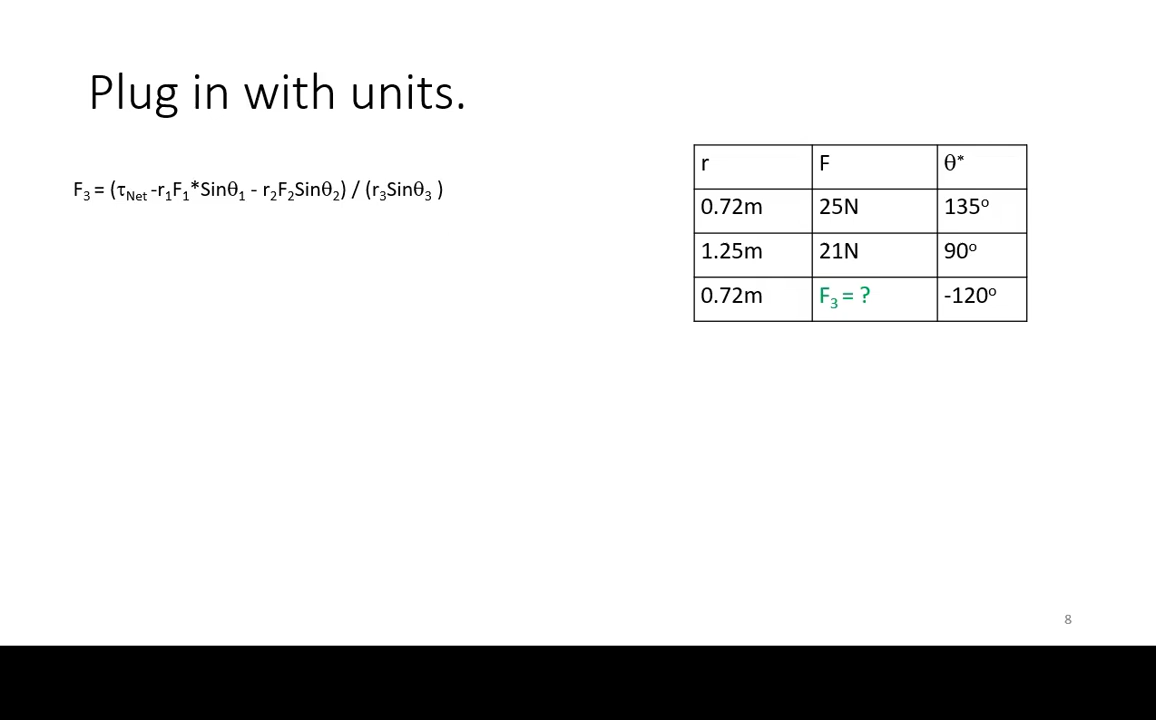 Plug in with units.
F₃ = (τNet -r₁F₁*Sinθ₁ - r₂F₂Sinθ₂) / (r₃Sinθ₃ )
r F θ*
0.72m 25N 135º
1.25m 21N 90º
0.72m F₃ = ? -120º
8